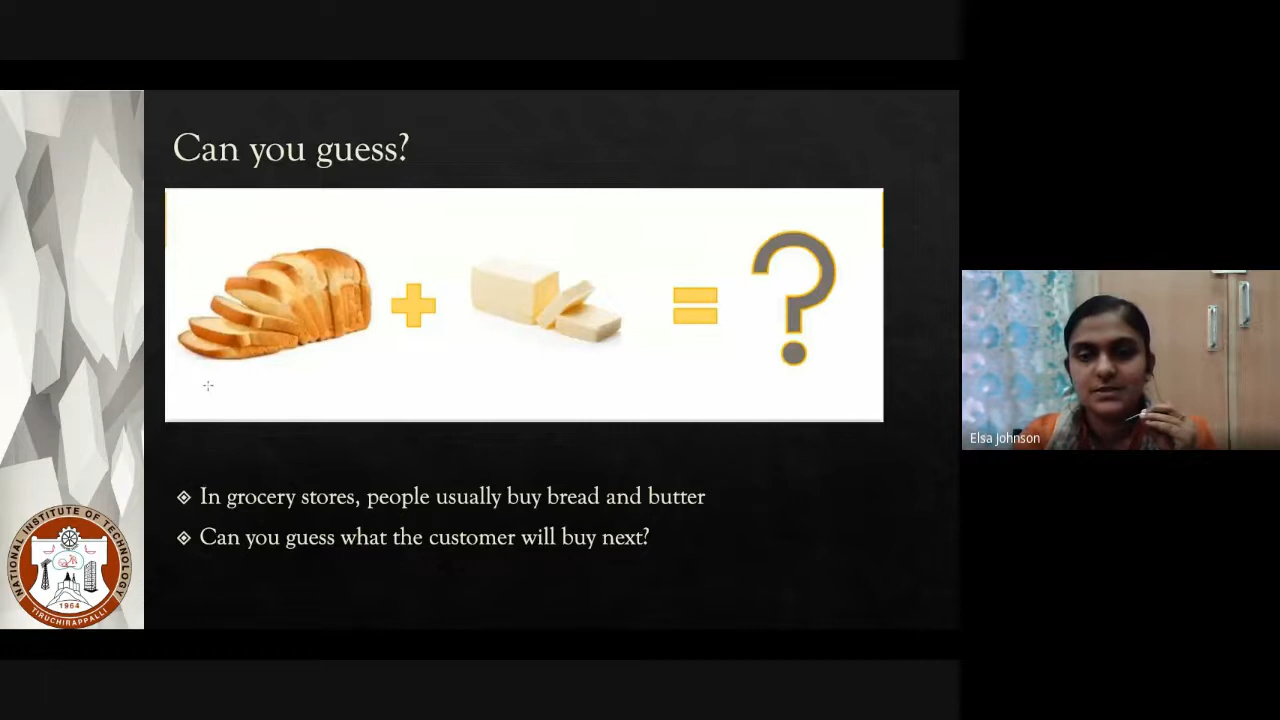 Can you guess?
In grocery stores, people usually buy bread and butter
Can you guess what the customer will buy next?
NATIONAL INSTITUTE OF TECHNOLOGY
1964
TIRUCHIRAPPALLI
Elsa Johnson